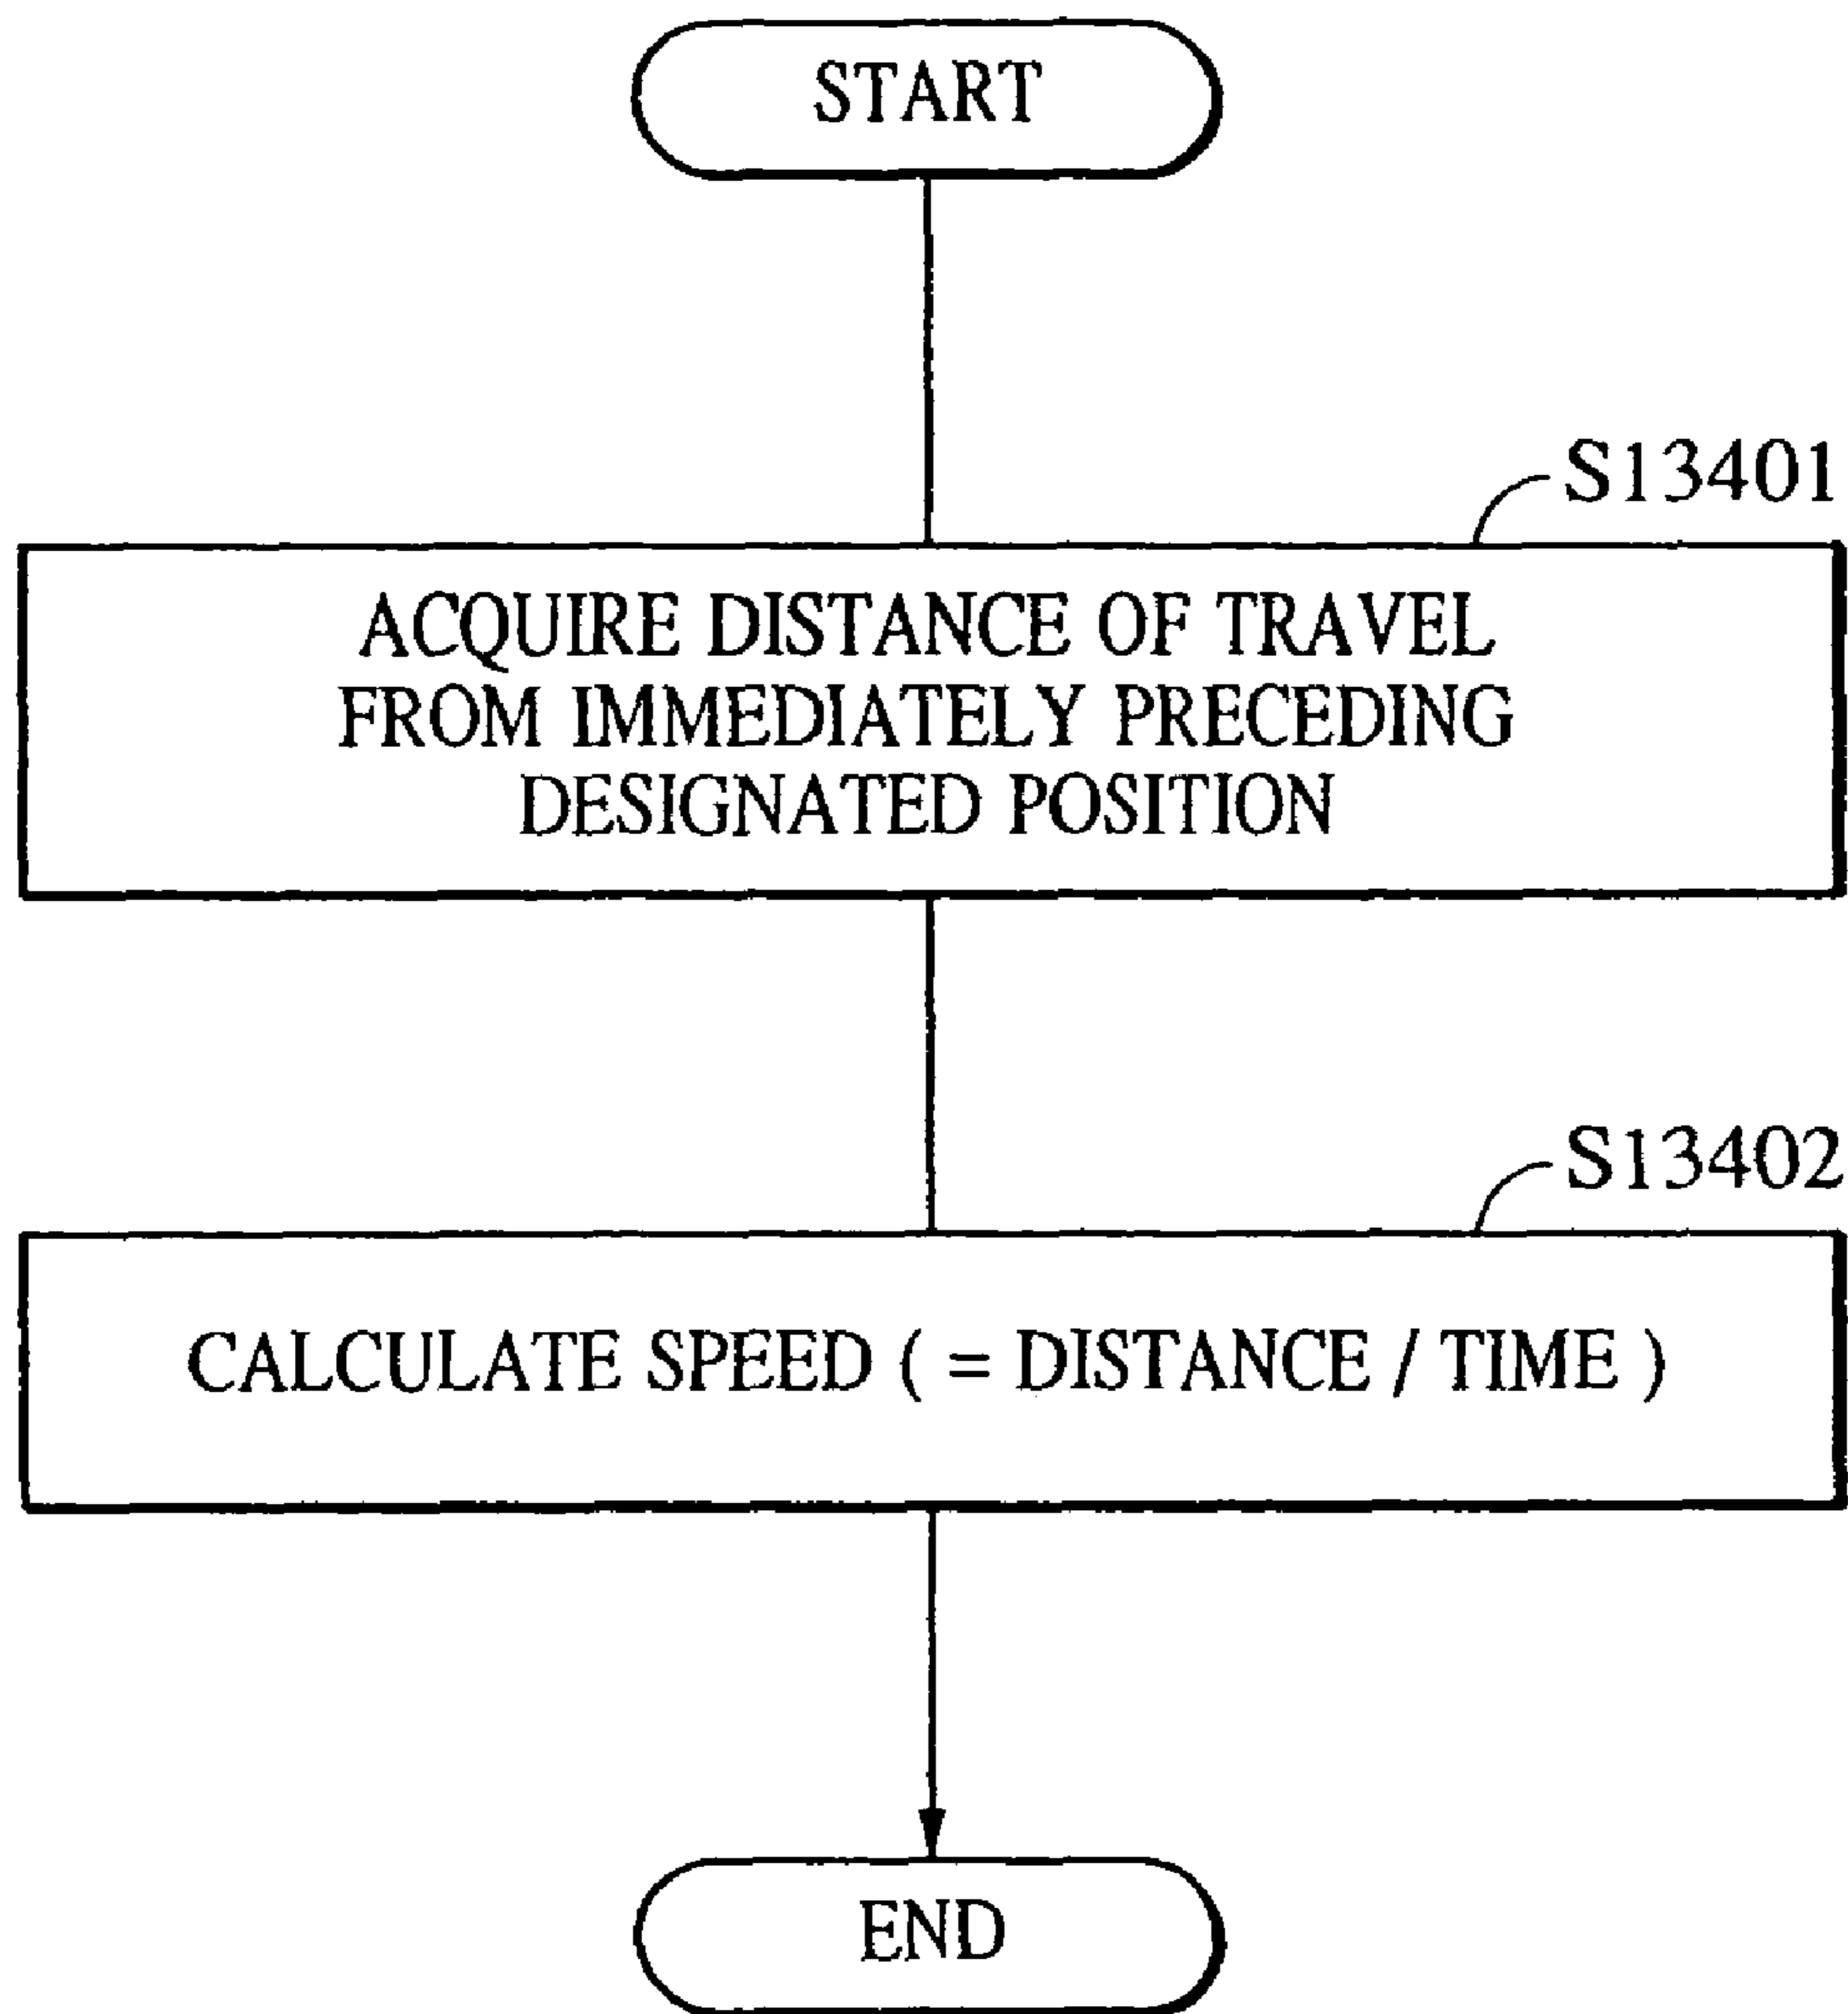 START
S13401
ACQUIRE DISTANCE OF TRAVEL
FROM IMMEDIATELY PRECEDING
DESIGNATED POSITION
S13402
CALCULATE SPEED ( = DISTANCE / TIME )
END